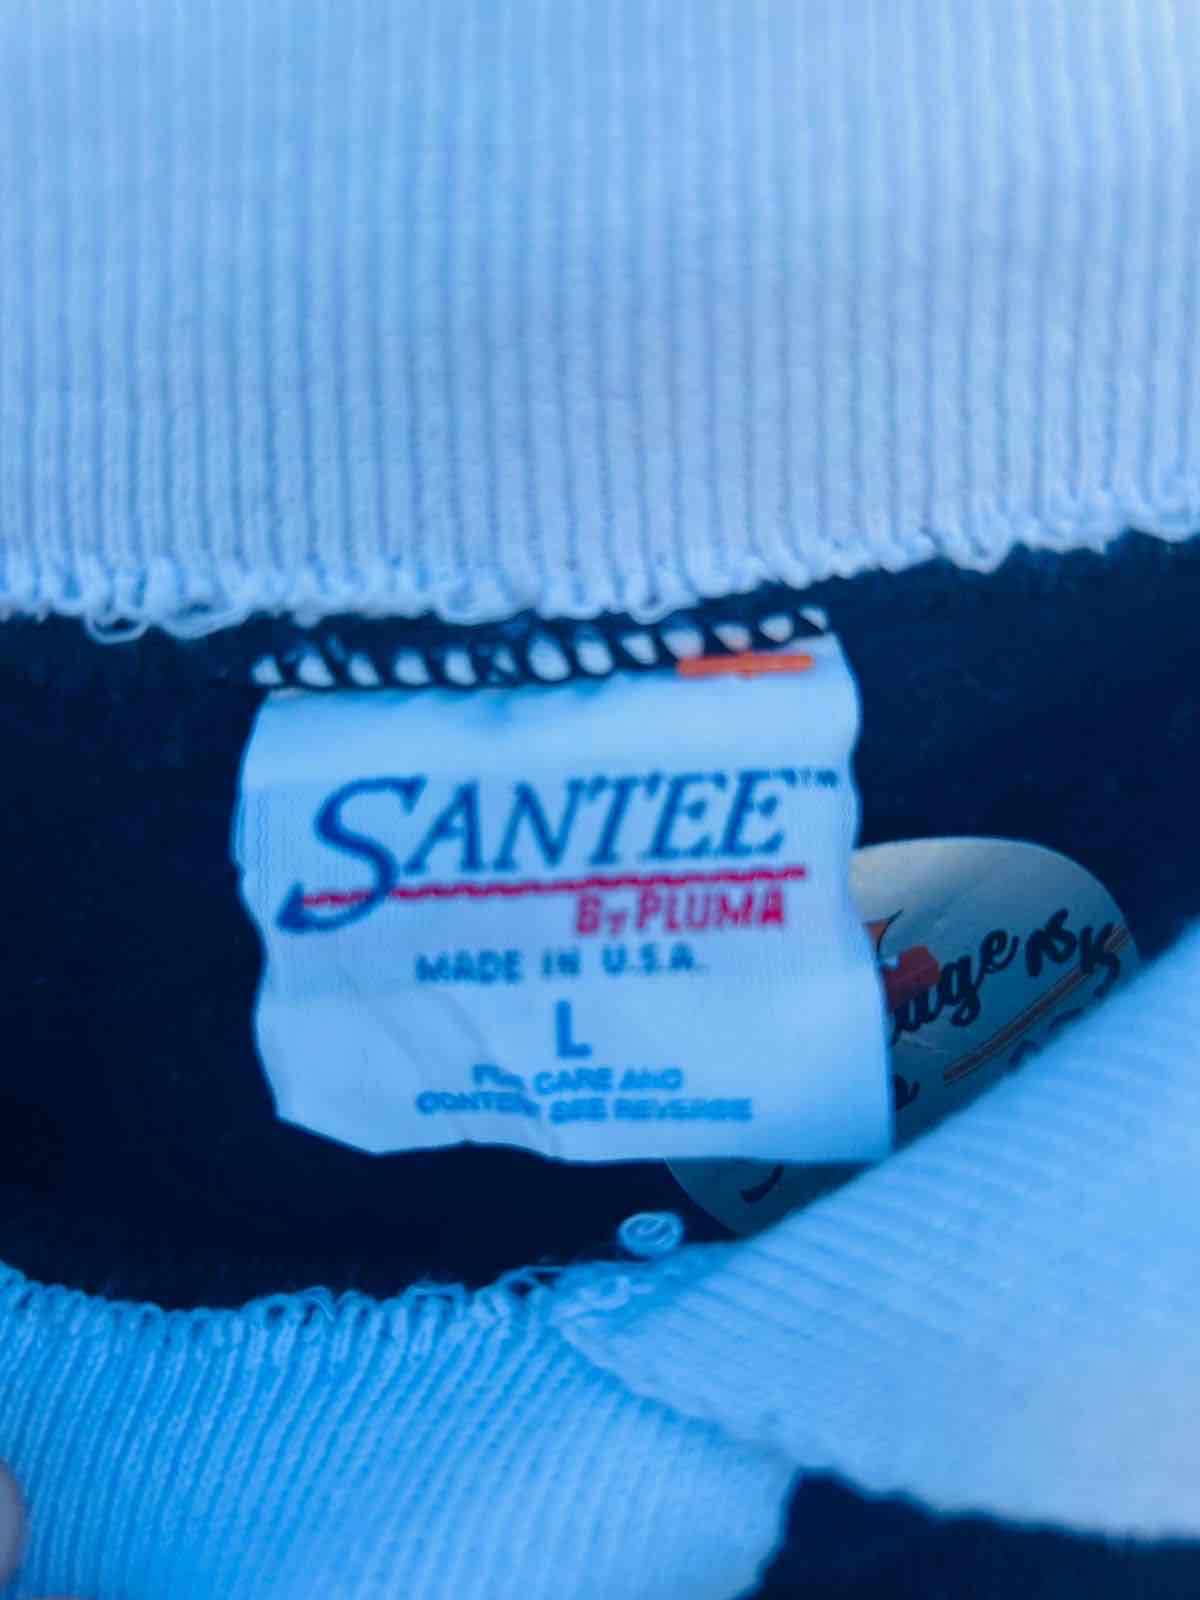 SANTEE™
BY PLUMA
MADE IN U.S.A.
L
FOR CARE AND
CONTENT SEE REVERSE